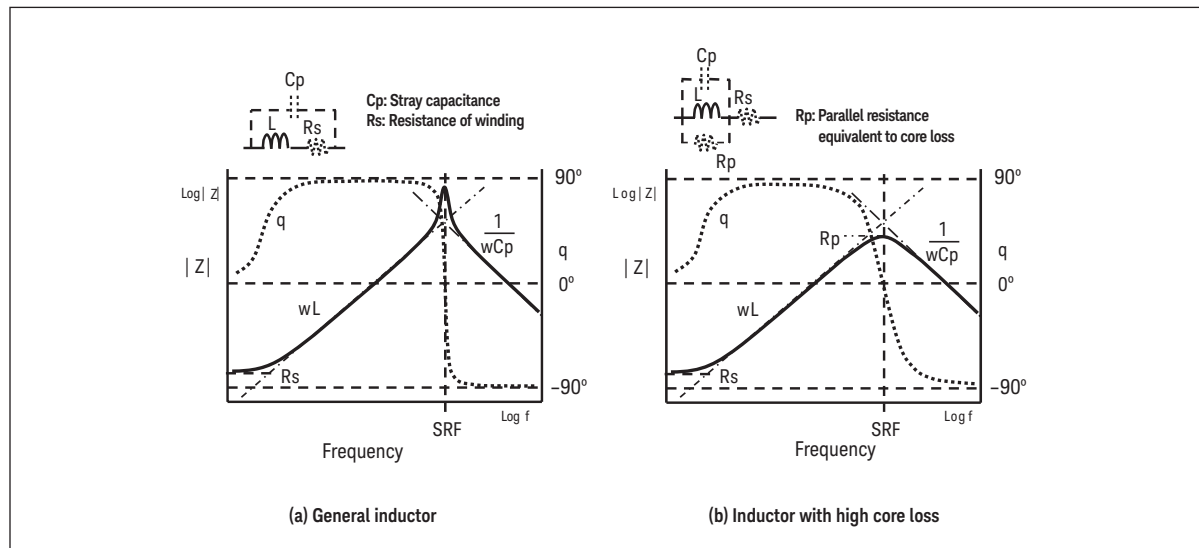 Cp
Cp: Stray capacitance
Rs: Resistance of winding
L
Rs
Log| Z|
90º
q
1
wCp
| Z|
q
0º
wL
Rs
–90º
SRF
Log f
Frequency
(a) General inductor
Cp
L
Rs
Rp
Rp: Parallel resistance
equivalent to core loss
Log| Z|
90º
q
Rp
1
wCp
| Z|
q
0º
wL
Rs
–90º
SRF
Log f
Frequency
(b) Inductor with high core loss